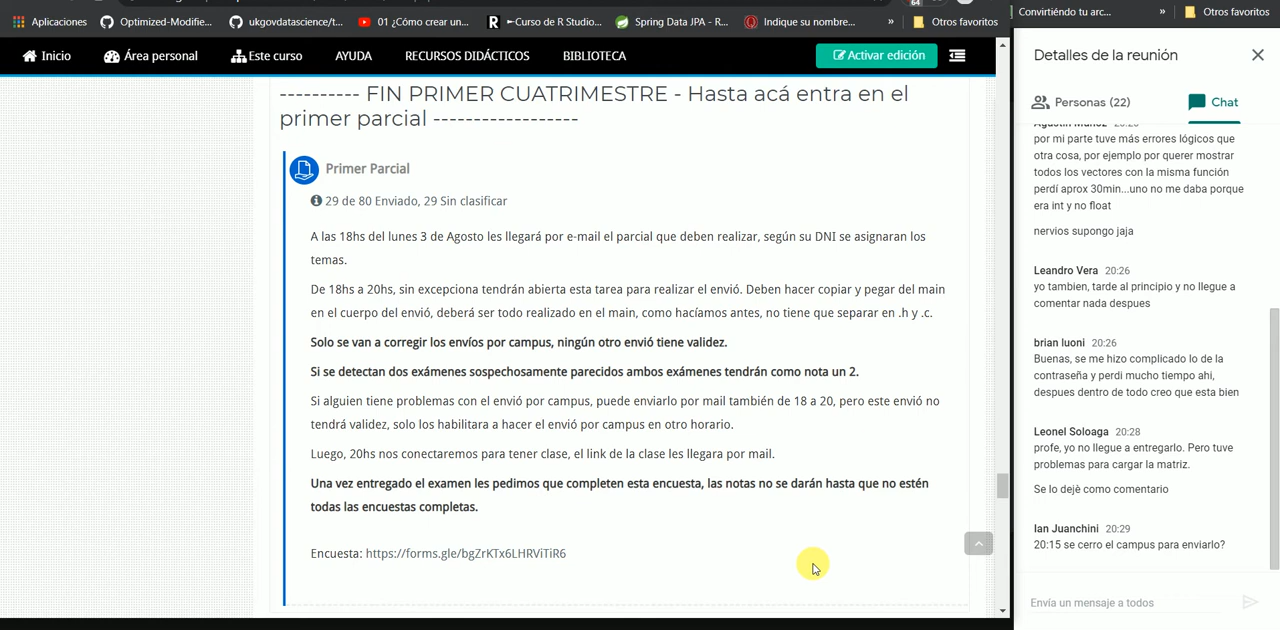 Aplicaciones
Optimized-Modifie...
ukgovdatascience/t...
01 ¿Cómo crear un...
R
►Curso de R Studio...
Spring Data JPA - R...
Indique su nombre...
»
Otros favoritos
64
Convirtiéndo tu arc...
»
Otros favoritos
Inicio
Área personal
Este curso
AYUDA
RECURSOS DIDÁCTICOS
BIBLIOTECA
Activar edición
---------- FIN PRIMER CUATRIMESTRE - Hasta acá entra en el
primer parcial ------------------
Primer Parcial
29 de 80 Enviado, 29 Sin clasificar
A las 18hs del lunes 3 de Agosto les llegará por e-mail el parcial que deben realizar, según su DNI se asignaran los
temas.
De 18hs a 20hs, sin excepciona tendrán abierta esta tarea para realizar el envió. Deben hacer copiar y pegar del main
en el cuerpo del envió, deberá ser todo realizado en el main, como hacíamos antes, no tiene que separar en .h y .c.
Solo se van a corregir los envíos por campus, ningún otro envió tiene validez.
Si se detectan dos exámenes sospechosamente parecidos ambos exámenes tendrán como nota un 2.
Si alguien tiene problemas con el envió por campus, puede enviarlo por mail también de 18 a 20, pero este envió no
tendrá validez, solo los habilitara a hacer el envió por campus en otro horario.
Luego, 20hs nos conectaremos para tener clase, el link de la clase les llegara por mail.
Una vez entregado el examen les pedimos que completen esta encuesta, las notas no se darán hasta que no estén
todas las encuestas completas.
Encuesta: https://forms.gle/bgZrKTx6LHRViTiR6
Detalles de la reunión
Personas (22)
Chat
por mi parte tuve más errores lógicos que
otra cosa, por ejemplo por querer mostrar
todos los vectores con la misma función
perdí aprox 30min...uno no me daba porque
era int y no float
nervios supongo jaja
Leandro Vera 20:26
yo tambien, tarde al principio y no llegue a
comentar nada despues
brian luoni 20:26
Buenas, se me hizo complicado lo de la
contraseña y perdi mucho tiempo ahi,
despues dentro de todo creo que esta bien
Leonel Soloaga 20:28
profe, yo no llegue a entregarlo. Pero tuve
problemas para cargar la matriz.
Se lo dejè como comentario
Ian Juanchini 20:29
20:15 se cerro el campus para enviarlo?
Envía un mensaje a todos